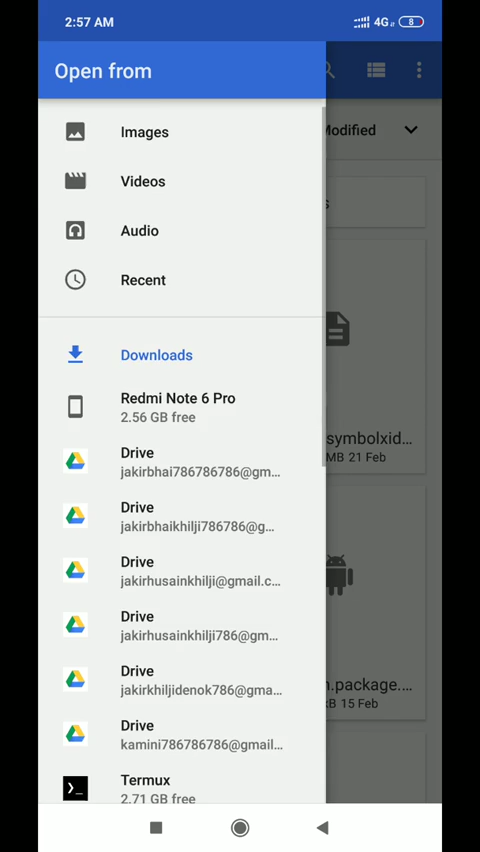 2:57 AM
4G
8
Open from
Modified
Images
Videos
Audio
Recent
Downloads
Redmi Note 6 Pro
2.56 GB free
symbolxid...
MB 21 Feb
Drive
jakirbhai786786786@gm...
Drive
jakirbhaikhilji786786@g...
Drive
jakirhusainkhilji@gmail.c...
Drive
jakirhusainkhilji786@gm...
Drive
jakirkhiljidenok786@gma...
.package....
15 Feb
Drive
kamini786786786@gmail...
Termux
2.71 GB free